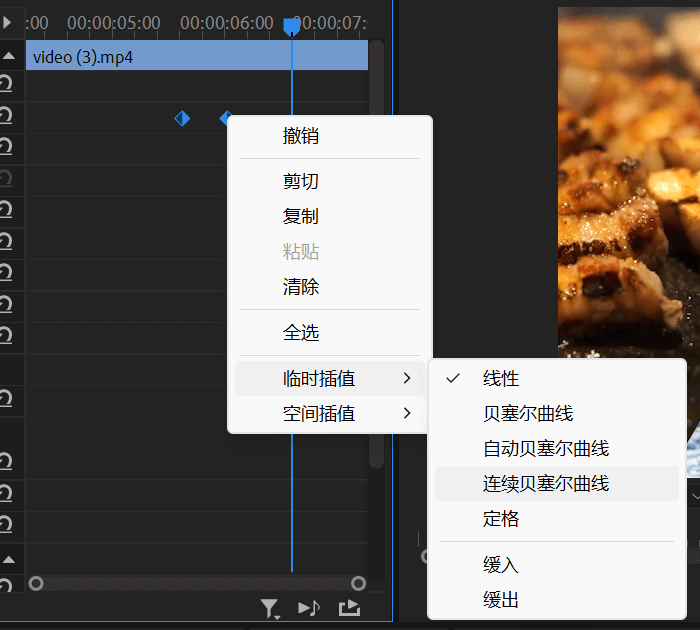 :00 00:00:05:00 00:00:06:00 00:00:07:
video (3).mp4
撤销
剪切
复制
粘贴
清除
全选
临时插值
空间插值
线性
贝塞尔曲线
自动贝塞尔曲线
连续贝塞尔曲线
定格
缓入
缓出